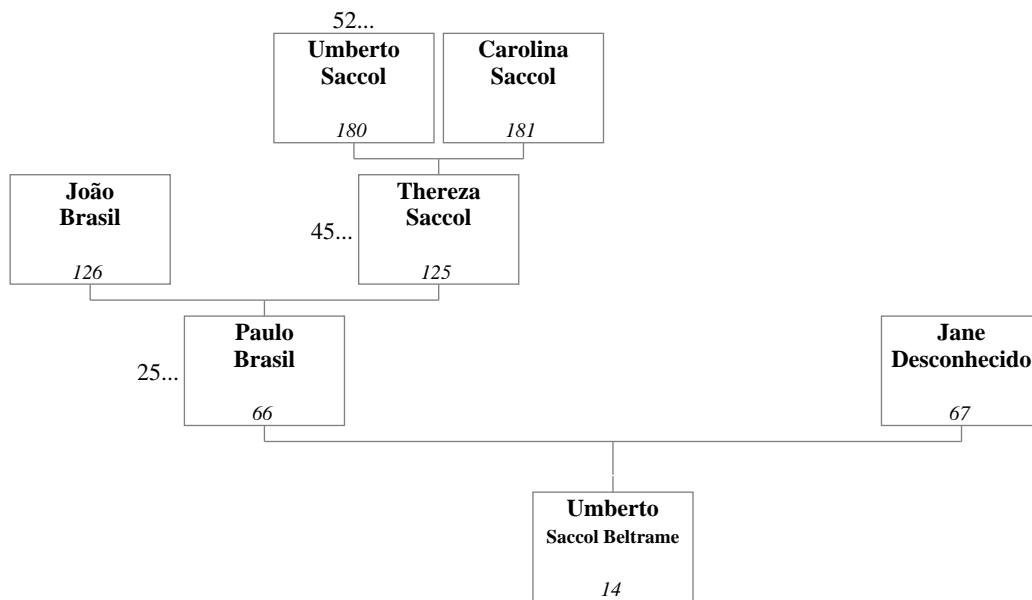 52...
Umberto
Saccol
180
Carolina
Saccol
181
João
Brasil
126
45...
Thereza
Saccol
125
25...
Paulo
Brasil
66
Jane
Desconhecido
67
Umberto
Saccol Beltrame
14